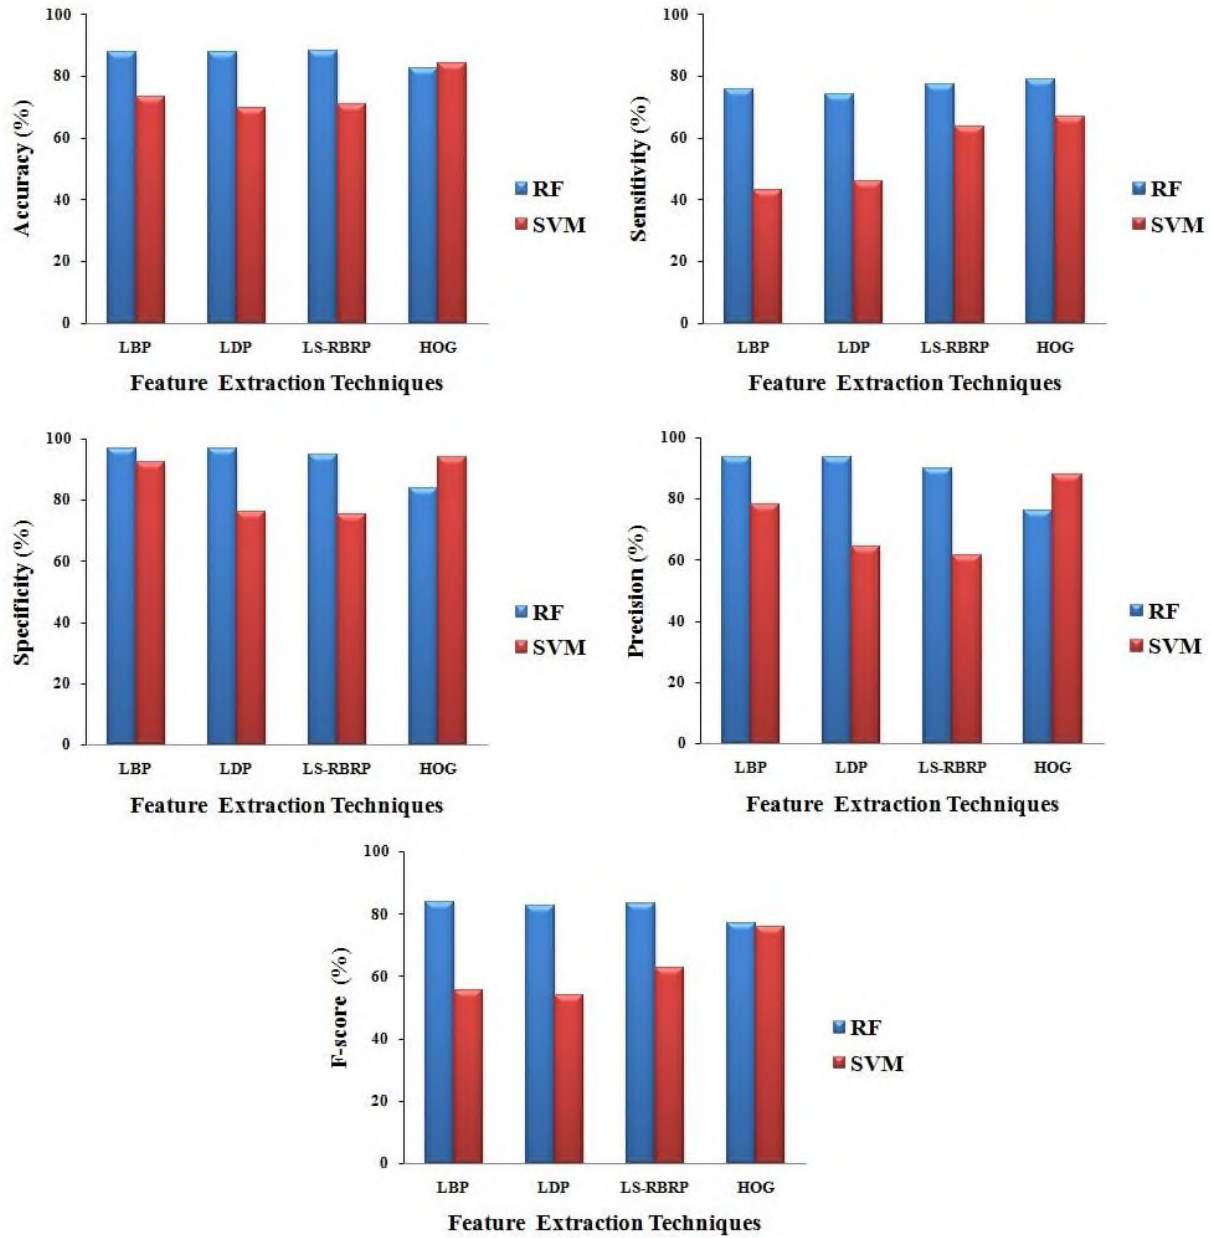 100
80
60
40
20
0
Accuracy (%)
LBP LDP LS-RBRP HOG
Feature Extraction Techniques
RF
SVM
100
80
60
40
20
0
Sensitivity (%)
LBP LDP LS-RBRP HOG
Feature Extraction Techniques
RF
SVM
100
80
60
40
20
0
Specificity (%)
LBP LDP LS-RBRP HOG
Feature Extraction Techniques
RF
SVM
100
80
60
40
20
0
Precision (%)
LBP LDP LS-RBRP HOG
Feature Extraction Techniques
RF
SVM
100
80
60
40
20
0
F-score (%)
LBP LDP LS-RBRP HOG
Feature Extraction Techniques
RF
SVM